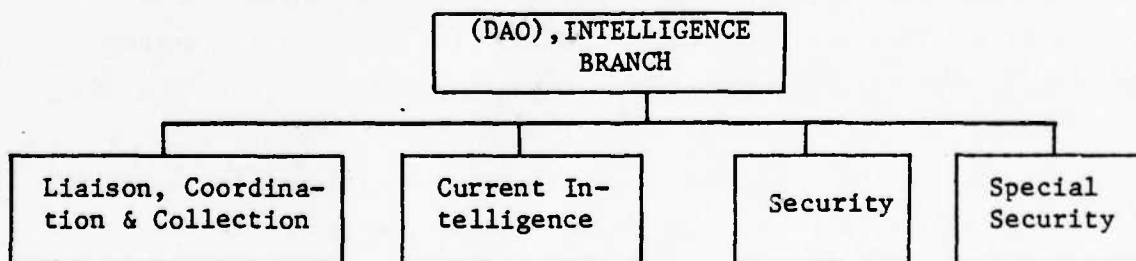 (DAO),INTELLIGENCE
BRANCH
Liaison, Coordina-
tion & Collection
Current In-
telligence
Security
Special
Security